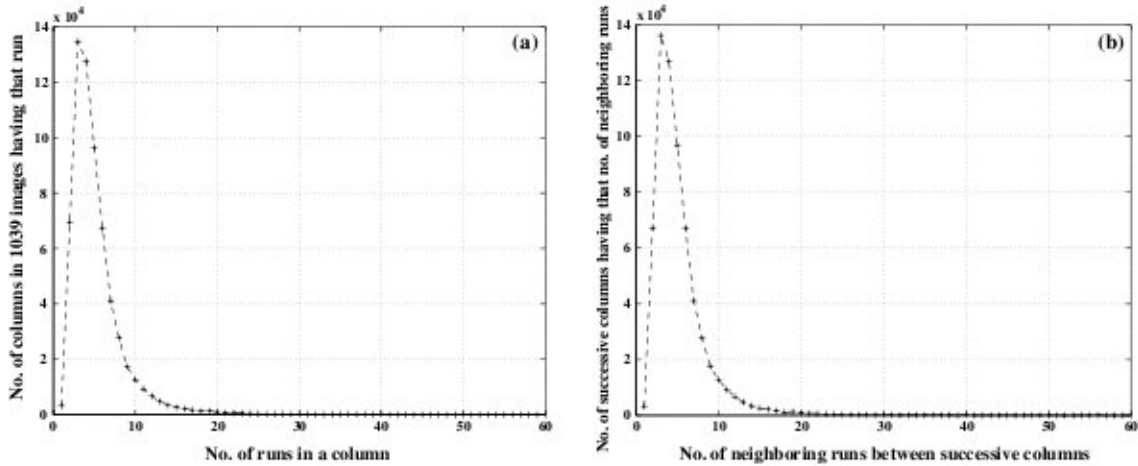 x 10⁴
14
12
10
8
6
4
2
0
0 10 20 30 40 50 60
No. of columns in 1039 images having that run
No. of runs in a column
(a)
x 10⁴
14
12
10
8
6
4
2
0
0 10 20 30 40 50 60
No. of successive columns having that no. of neighboring runs
No. of neighboring runs between successive columns
(b)